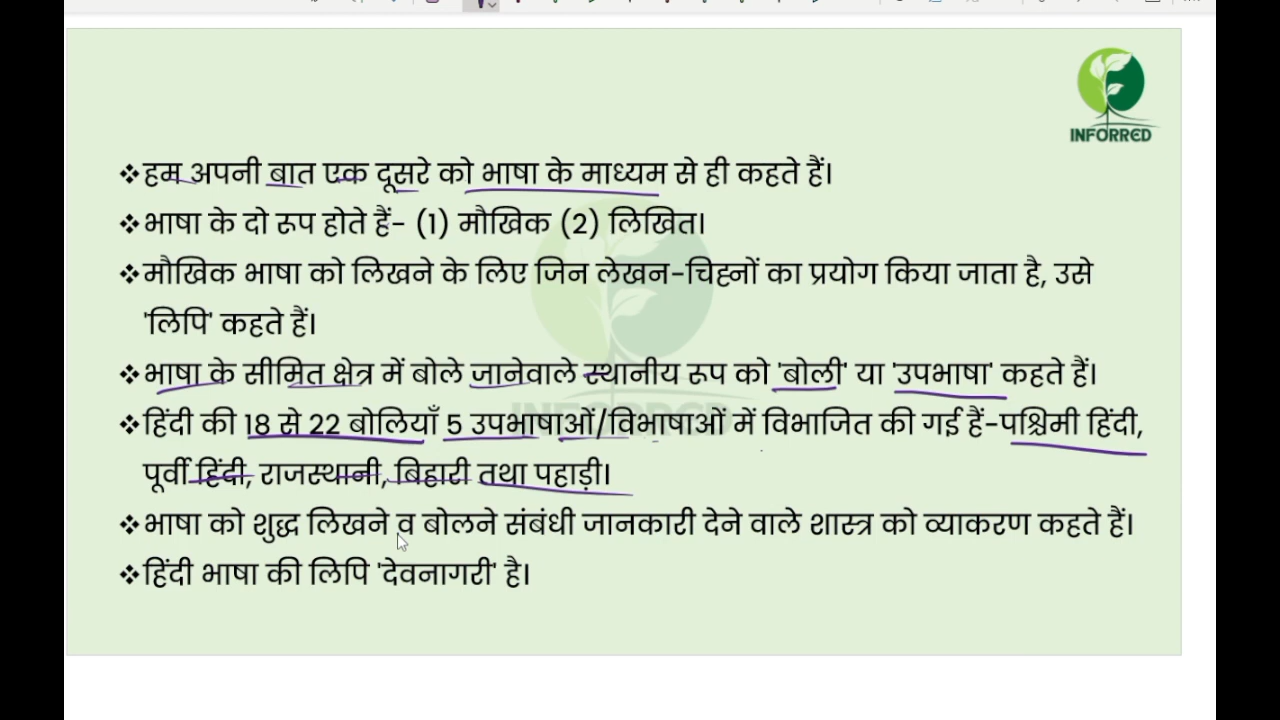 INFORRED
❖हम अपनी बात एक दूसरे को भाषा के माध्यम से ही कहते हैं।
❖भाषा के दो रूप होते हैं- (1) मौखिक (2) लिखित।
❖मौखिक भाषा को लिखने के लिए जिन लेखन-चिह्नों का प्रयोग किया जाता है, उसे
'लिपि' कहते हैं।
❖भाषा के सीमित क्षेत्र में बोले जानेवाले स्थानीय रूप को 'बोली' या 'उपभाषा' कहते हैं।
INFORRED
❖हिंदी की 18 से 22 बोलियाँ 5 उपभाषाओं/विभाषाओं में विभाजित की गई हैं-पश्चिमी हिंदी,
पूर्वी हिंदी, राजस्थानी, बिहारी तथा पहाड़ी।
❖भाषा को शुद्ध लिखने व बोलने संबंधी जानकारी देने वाले शास्त्र को व्याकरण कहते हैं।
❖हिंदी भाषा की लिपि 'देवनागरी' है।